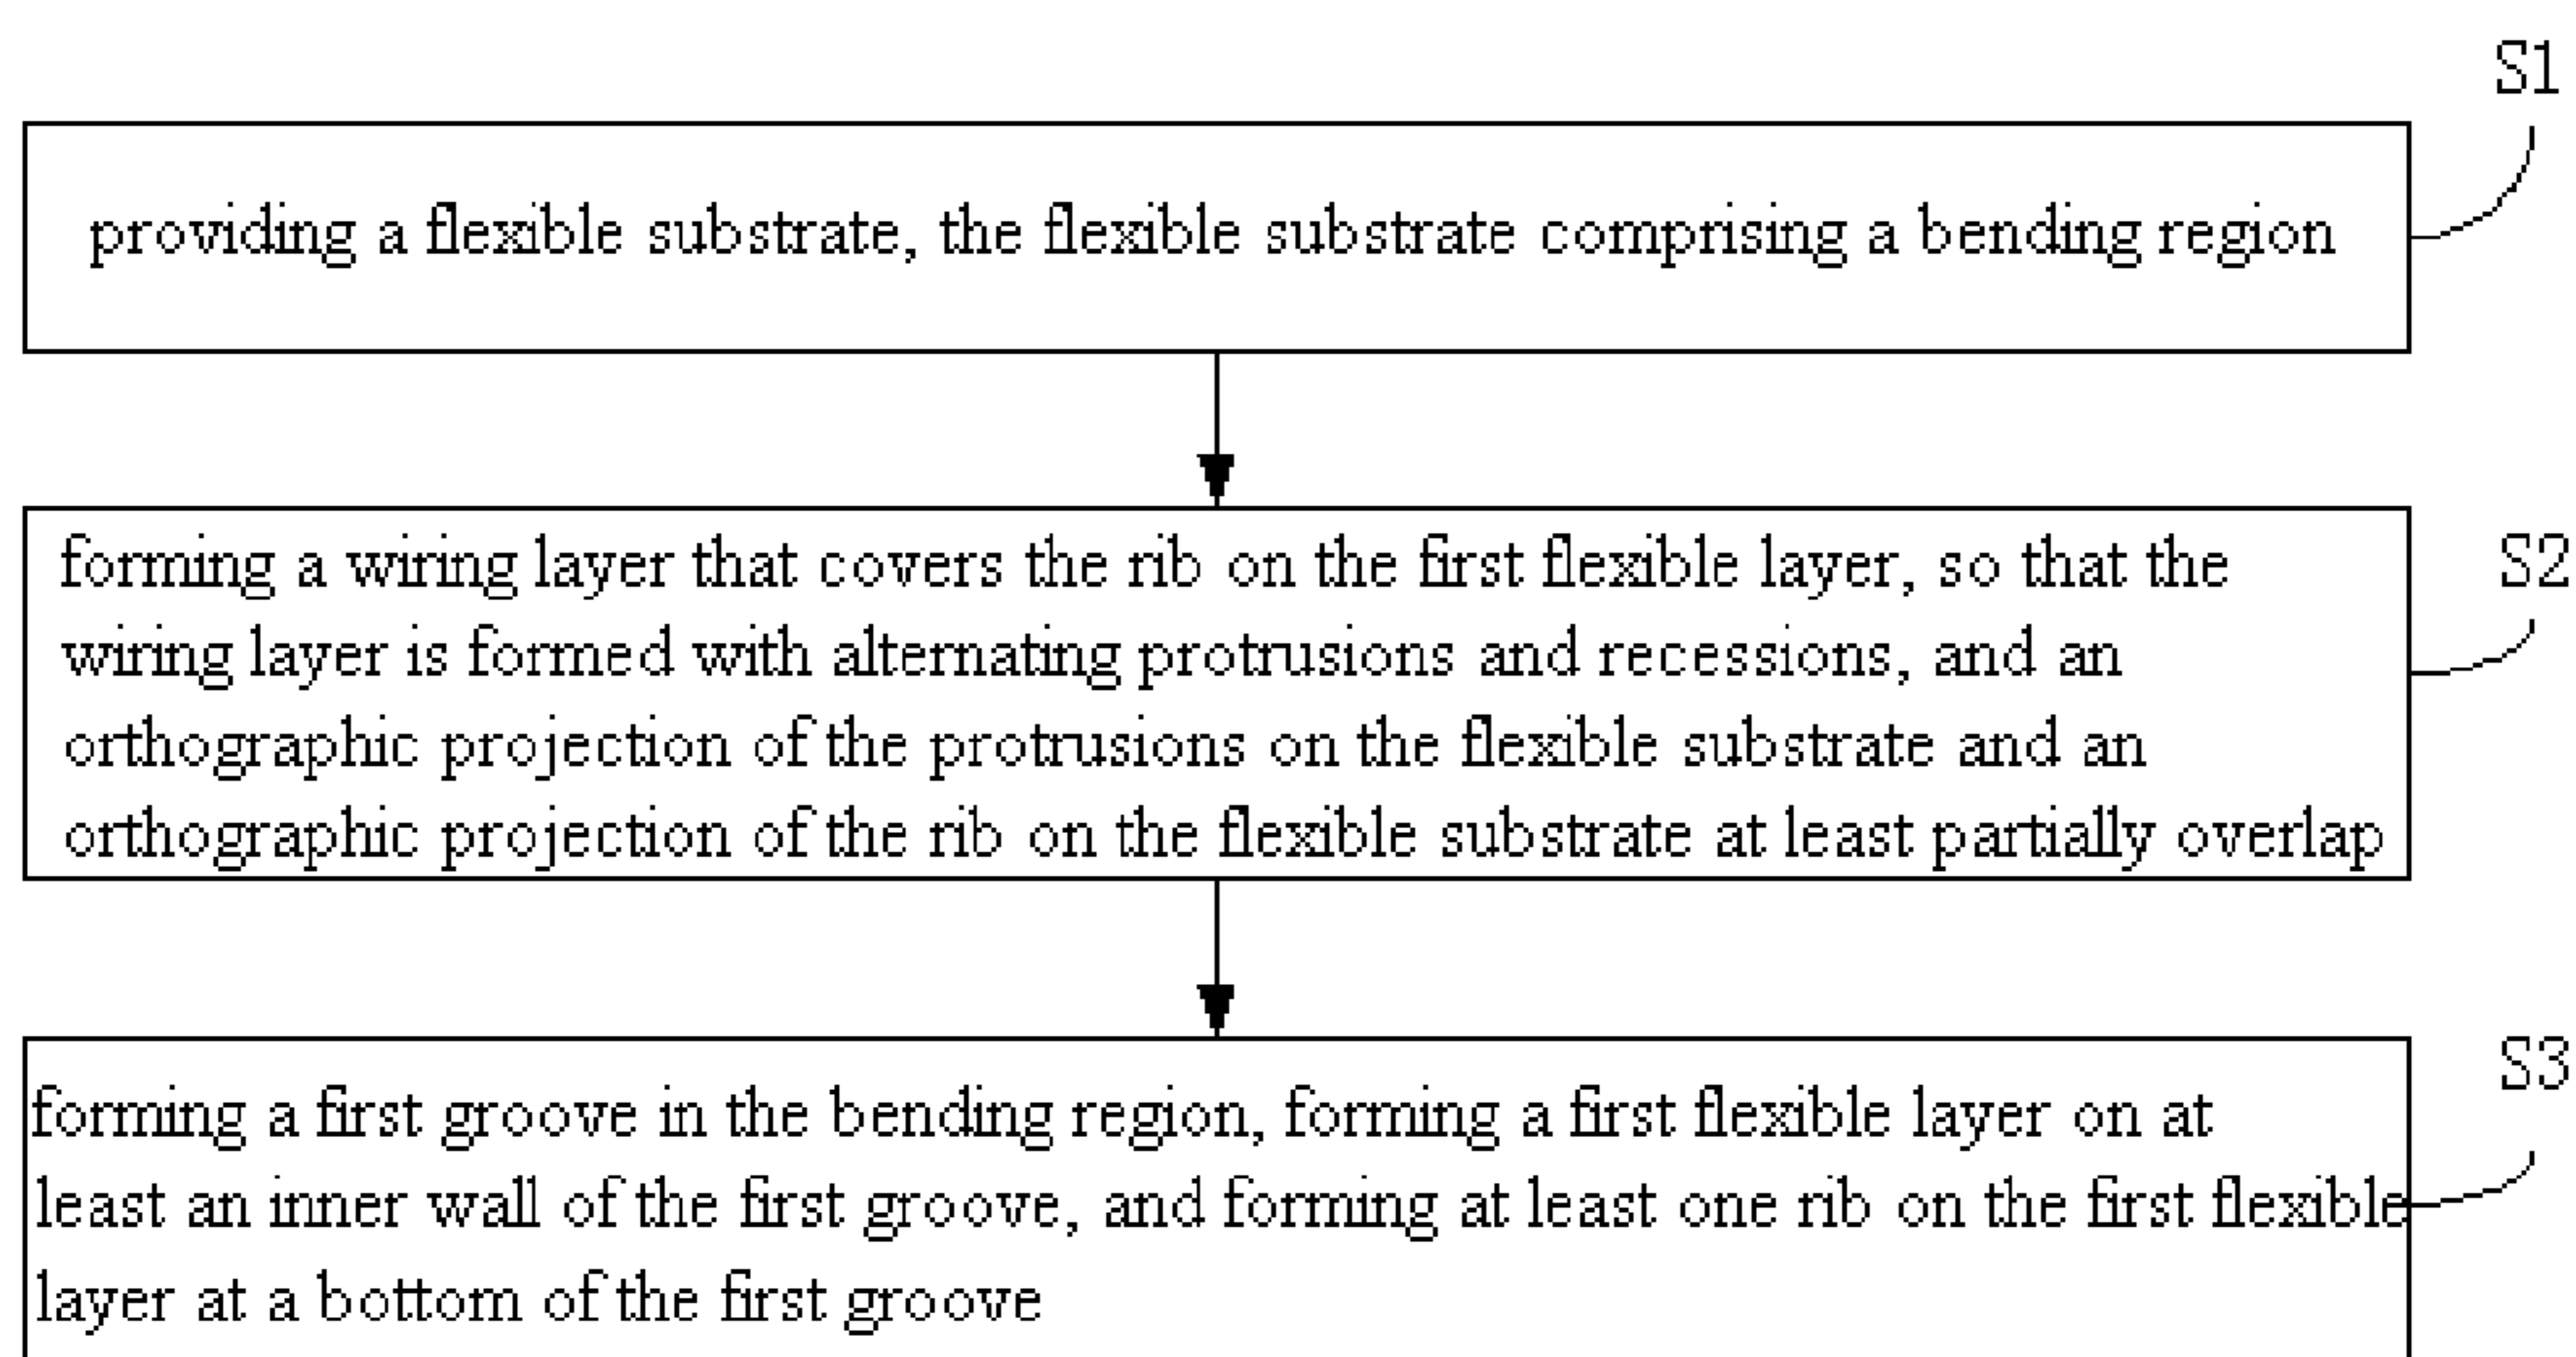 S1
providing a flexible substrate, the flexible substrate comprising a bending region
S2
forming a wiring layer that covers the rib on the first flexible layer, so that the
wiring layer is formed with alternating protrusions and recessions, and an
orthographic projection of the protrusions on the flexible substrate and an
orthographic projection of the rib on the flexible substrate at least partially overlap
S3
forming a first groove in the bending region, forming a first flexible layer on at
least an inner wall of the first groove, and forming at least one rib on the first flexible
layer at a bottom of the first groove